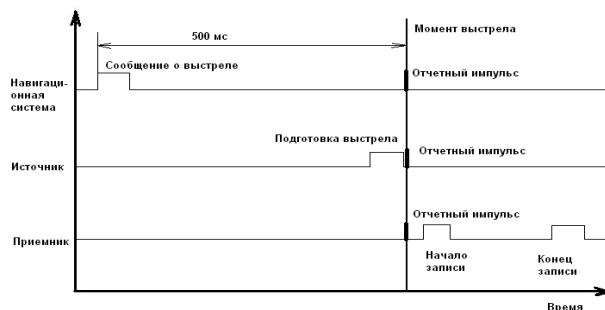 500 мс
Момент выстрела
Сообщение о выстреле
Отчетный импульс
Навигаци-
онная
система
Подготовка выстрела
Отчетный импульс
Источник
Отчетный импульс
Приемник
Начало
записи
Конец
записи
Время